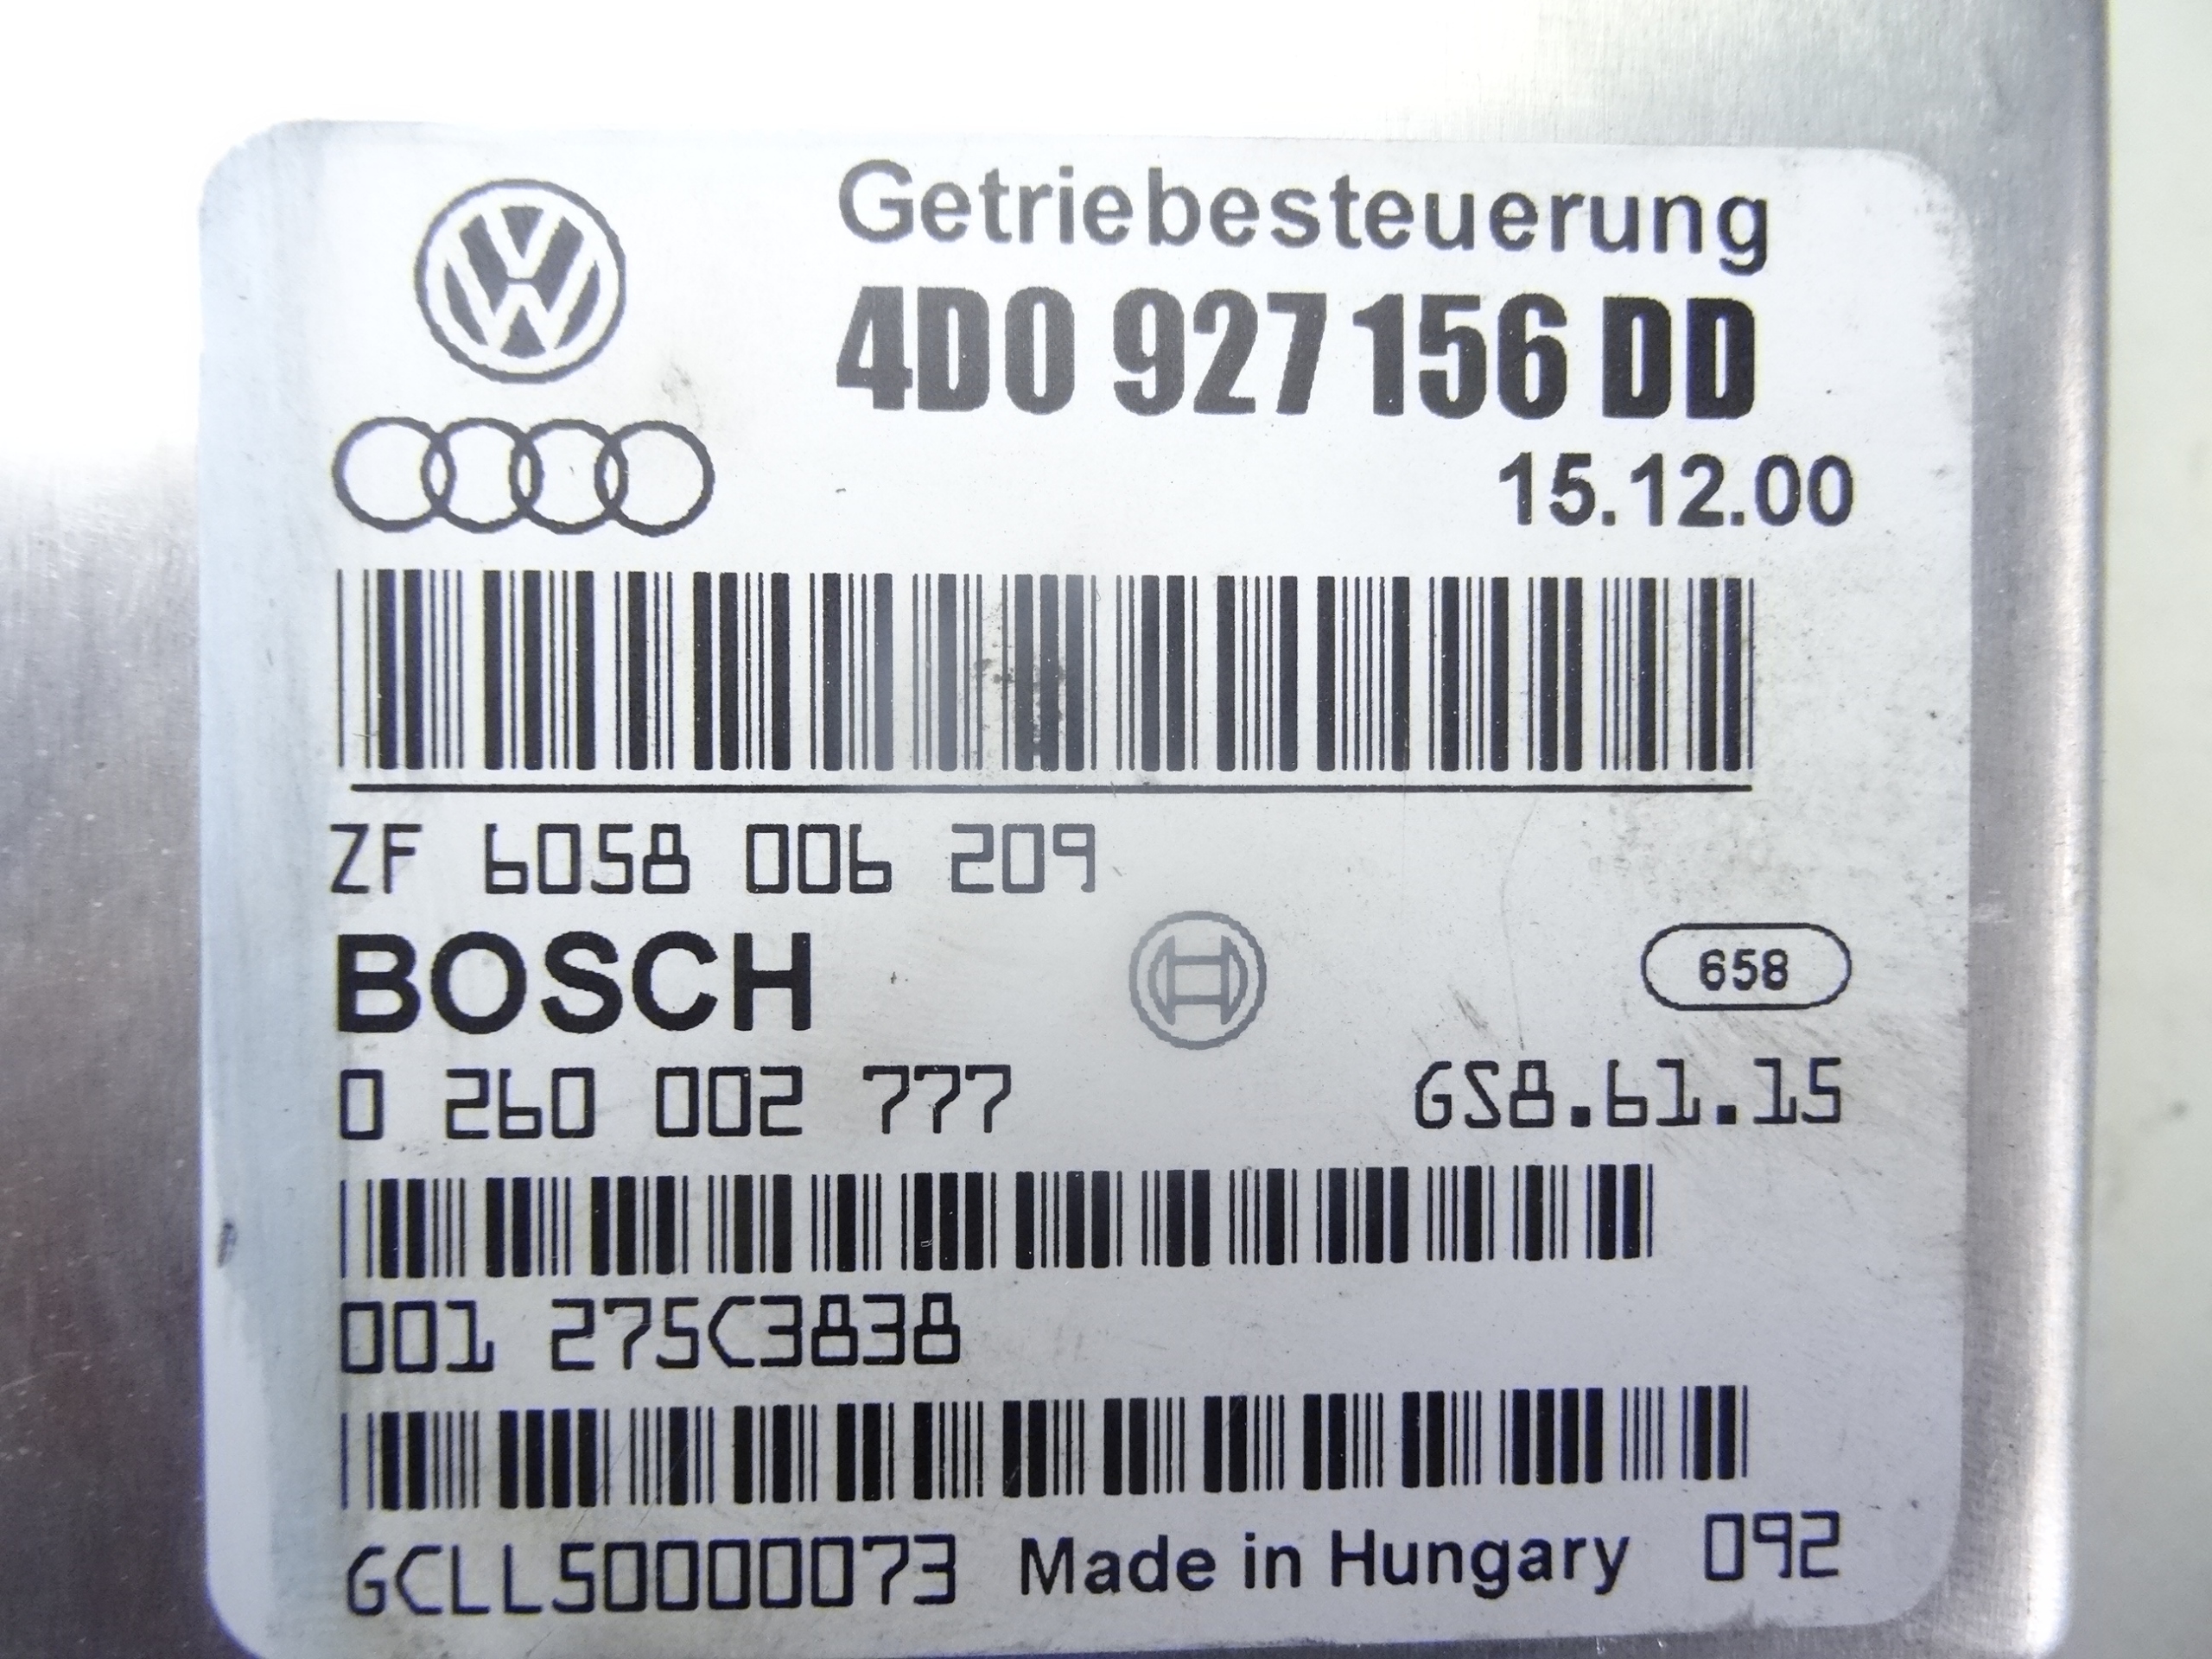 Getriebesteuerung
4D0 927 156 DD
15.12.00
ZF 6058 006 209
BOSCH 658
0 260 002 777 GS8.61.15
001 275C3838
GCLLS0000073 Made in Hungary 092